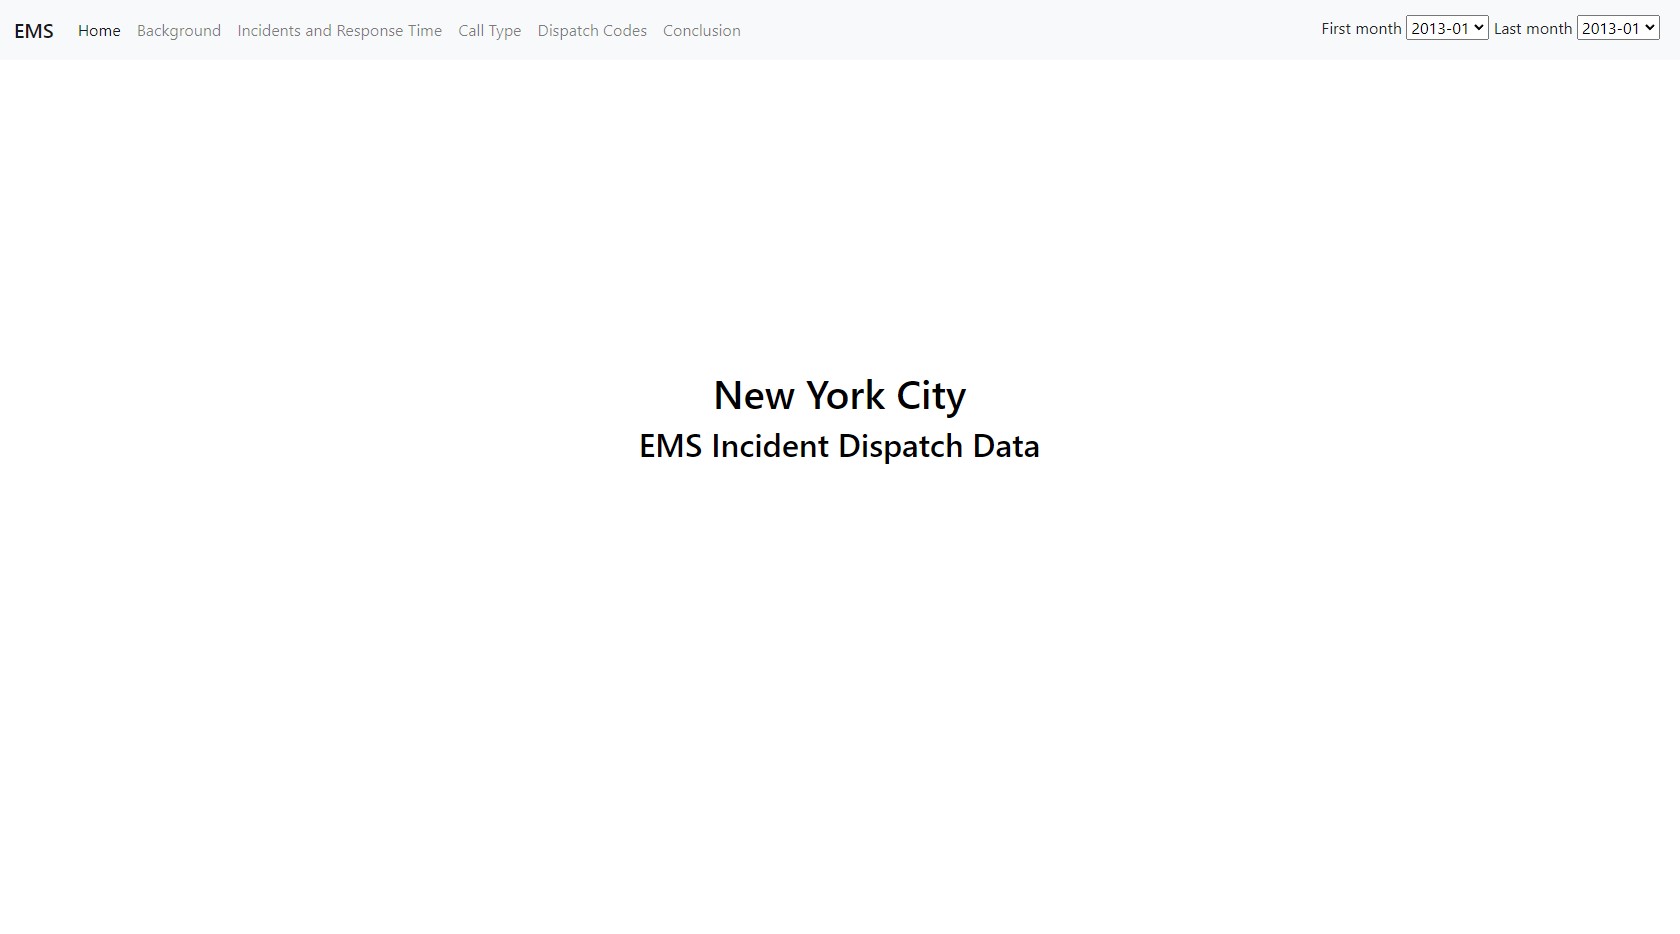 EMS Home Background Incidents and Response Time Call Type Dispatch Codes Conclusion First month 2013-01 Last month 2013-01
New York City
EMS Incident Dispatch Data